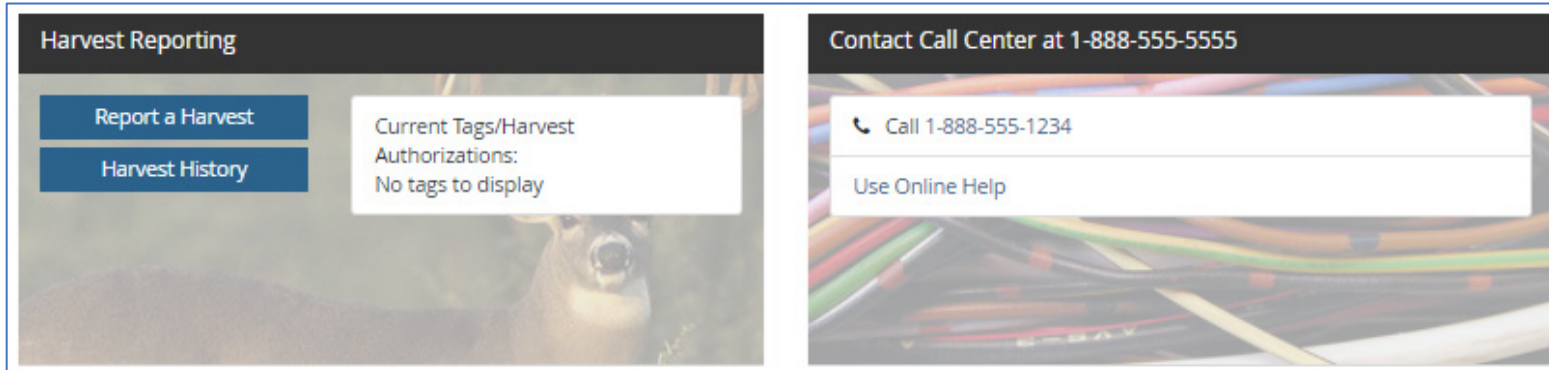 Harvest Reporting
Report a Harvest
Harvest History
Current Tags/Harvest
Authorizations:
No tags to display
Contact Call Center at 1-888-555-5555
Call 1-888-555-1234
Use Online Help
E-BAY